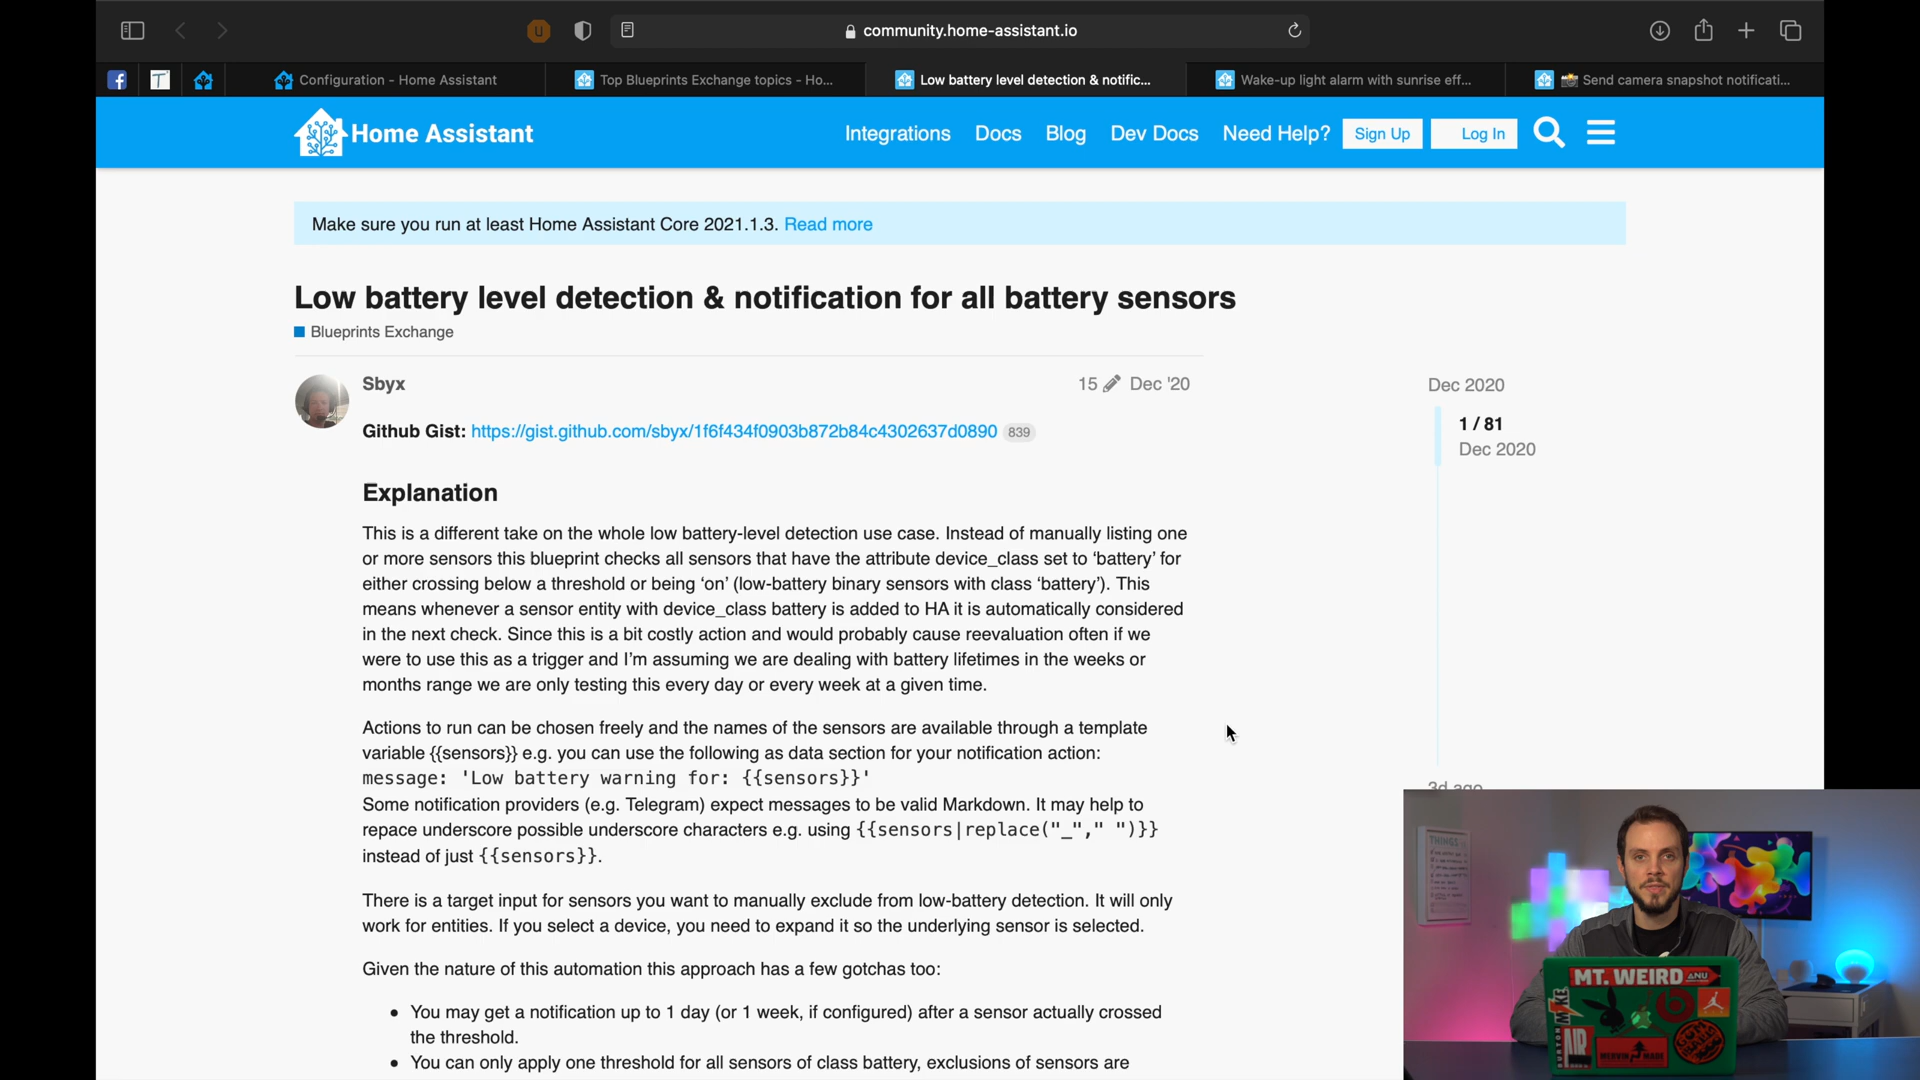 community.home-assistant.io
Configuration - Home Assistant
Top Blueprints Exchange topics - Ho...
Low battery level detection & notific...
Wake-up light alarm with sunrise eff...
Send camera snapshot notificati...
Home Assistant
Integrations Docs Blog Dev Docs Need Help? Sign Up Log In
Make sure you run at least Home Assistant Core 2021.1.3. Read more
Low battery level detection & notification for all battery sensors
Blueprints Exchange
Sbyx
15 Dec '20
Github Gist: https://gist.github.com/sbyx/1f6f434f0903b872b84c4302637d0890 839
Explanation
This is a different take on the whole low battery-level detection use case. Instead of manually listing one
or more sensors this blueprint checks all sensors that have the attribute device_class set to ‘battery’ for
either crossing below a threshold or being ‘on’ (low-battery binary sensors with class ‘battery’). This
means whenever a sensor entity with device_class battery is added to HA it is automatically considered
in the next check. Since this is a bit costly action and would probably cause reevaluation often if we
were to use this as a trigger and I’m assuming we are dealing with battery lifetimes in the weeks or
months range we are only testing this every day or every week at a given time.
Actions to run can be chosen freely and the names of the sensors are available through a template
variable {{sensors}} e.g. you can use the following as data section for your notification action:
message: 'Low battery warning for: {{sensors}}'
Some notification providers (e.g. Telegram) expect messages to be valid Markdown. It may help to
repace underscore possible underscore characters e.g. using {{sensors|replace("_"," ")}}
instead of just {{sensors}}.
There is a target input for sensors you want to manually exclude from low-battery detection. It will only
work for entities. If you select a device, you need to expand it so the underlying sensor is selected.
Given the nature of this automation this approach has a few gotchas too:
• You may get a notification up to 1 day (or 1 week, if configured) after a sensor actually crossed
the threshold.
• You can only apply one threshold for all sensors of class battery, exclusions of sensors are
Dec 2020
1 / 81
Dec 2020
3d ago
THINGS
MT. WEIRD
MERVIN MADE
AIR